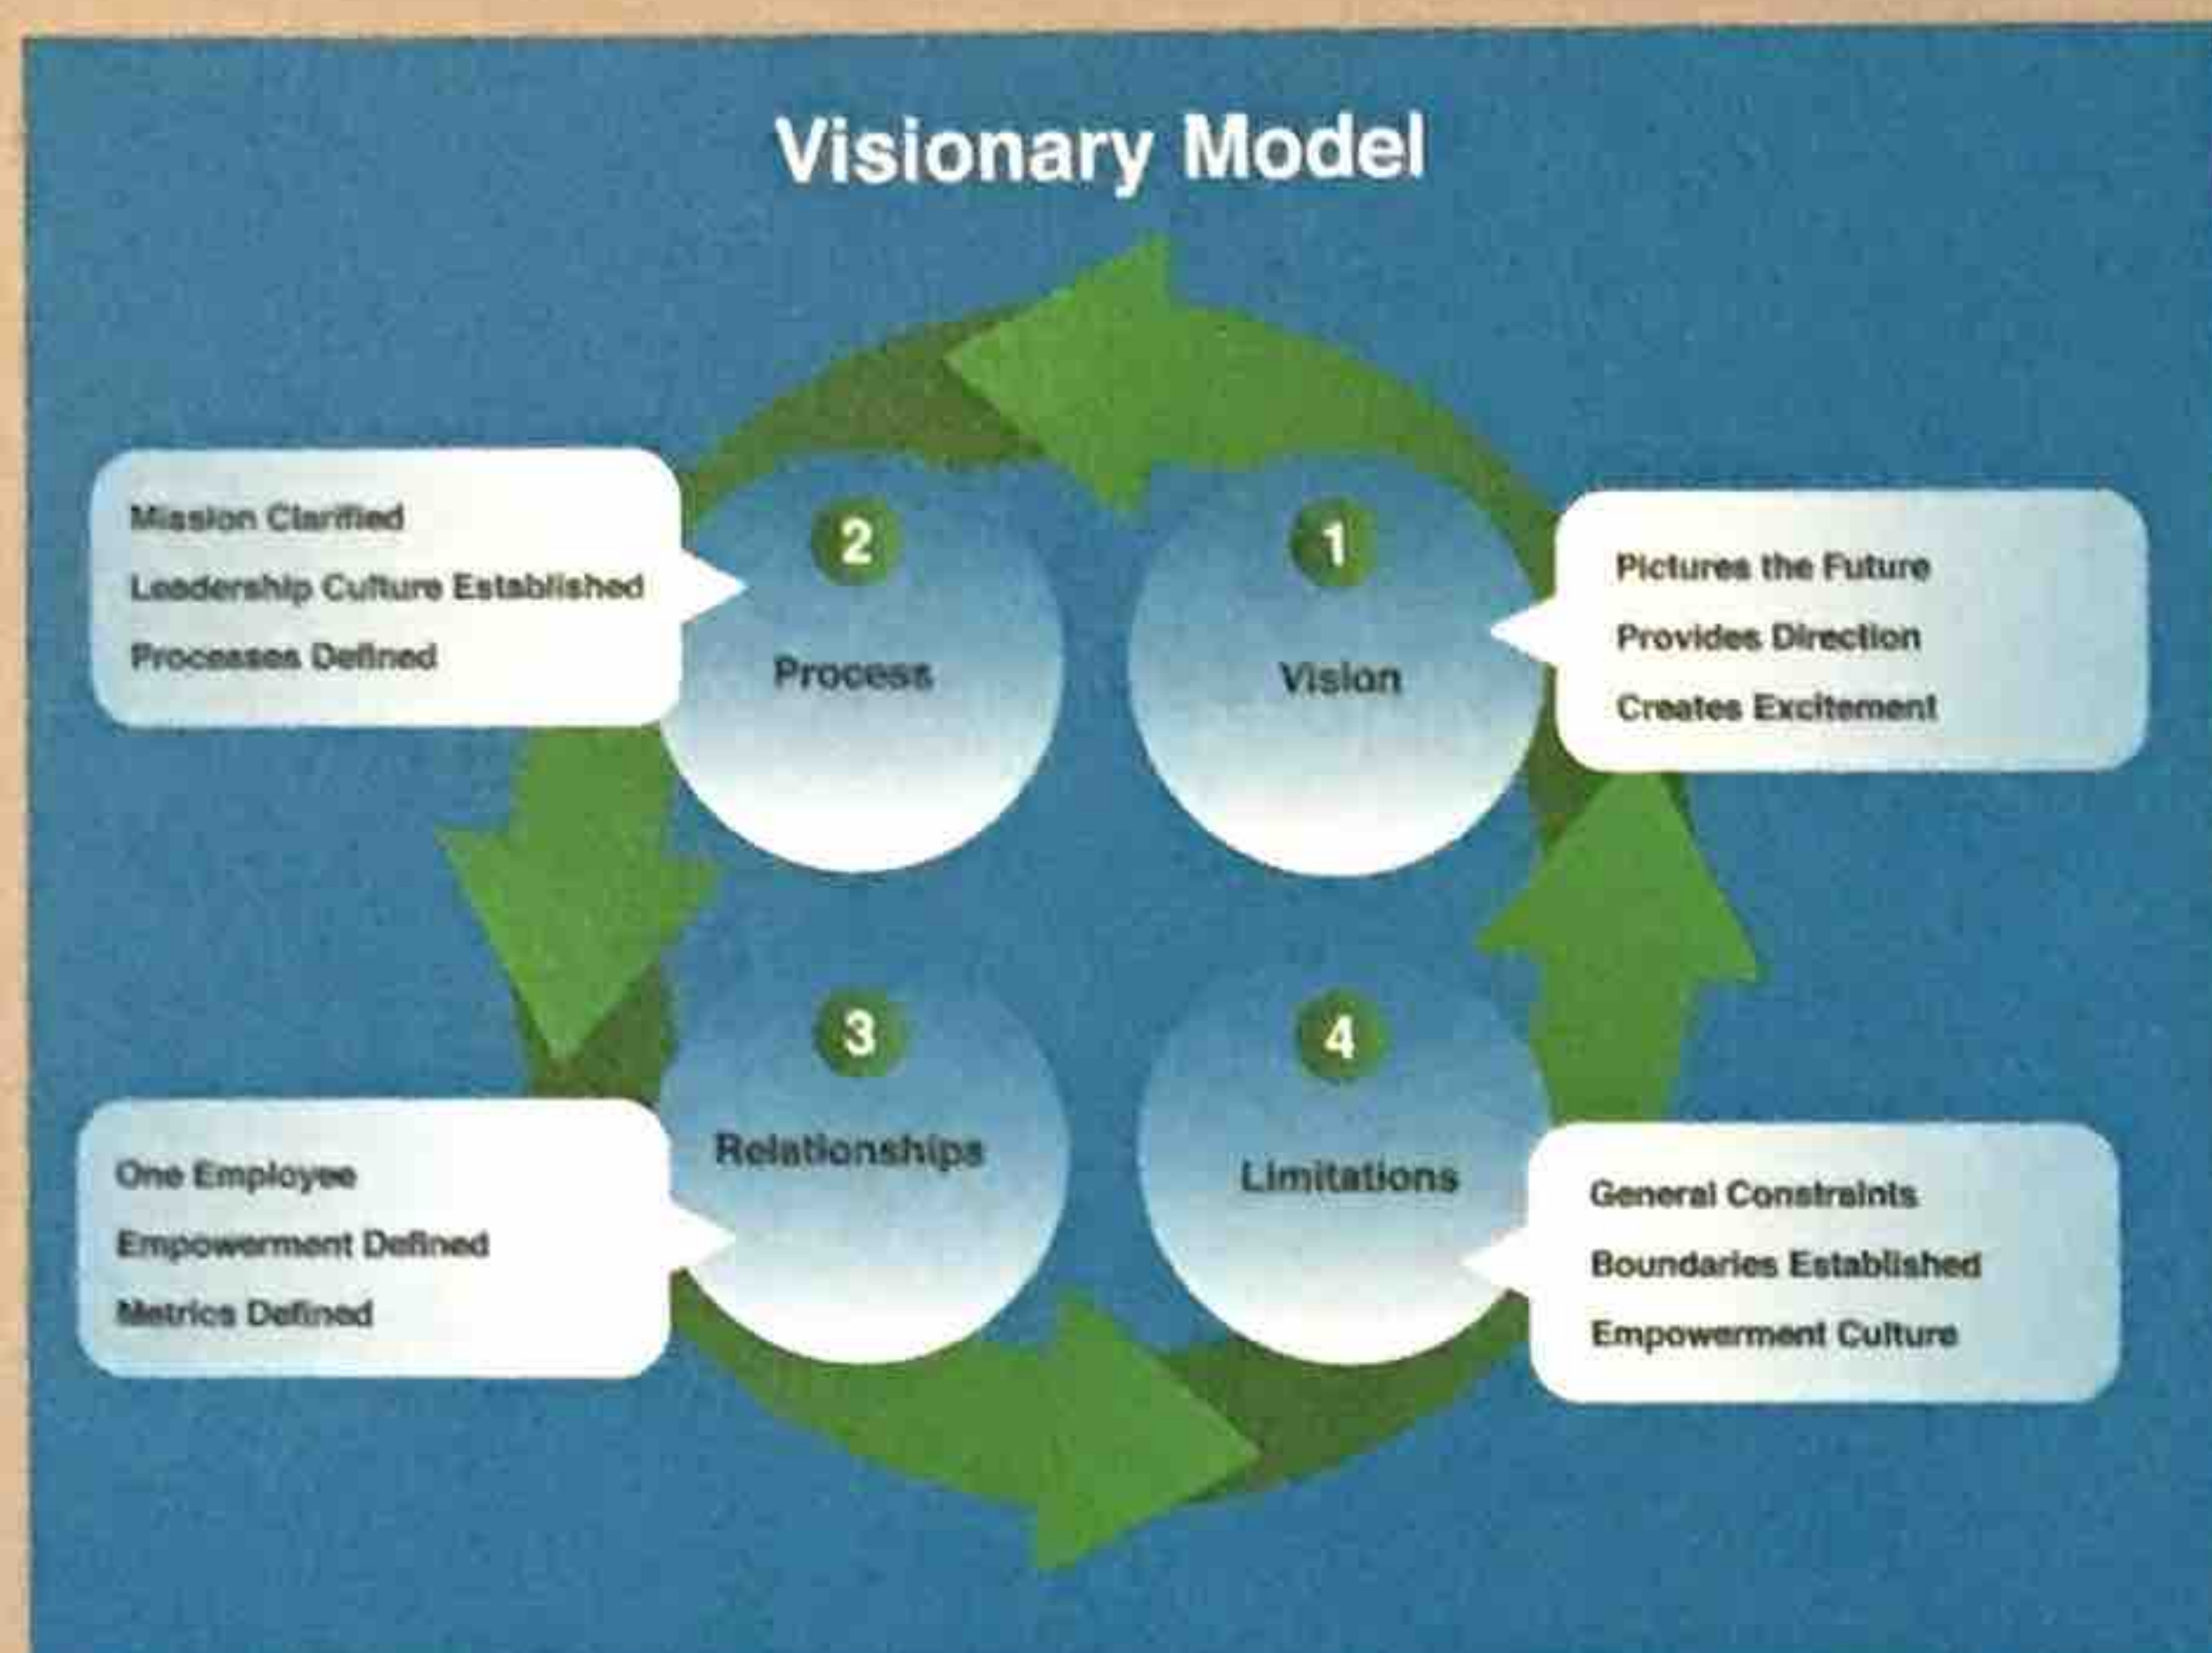 Visionary Model
1
Vision
Pictures the Future
Provides Direction
Creates Excitement
2
Process
Mission Clarified
Leadership Culture Established
Processes Defined
3
Relationships
One Employee
Empowerment Defined
Metrics Defined
4
Limitations
General Constraints
Boundaries Established
Empowerment Culture